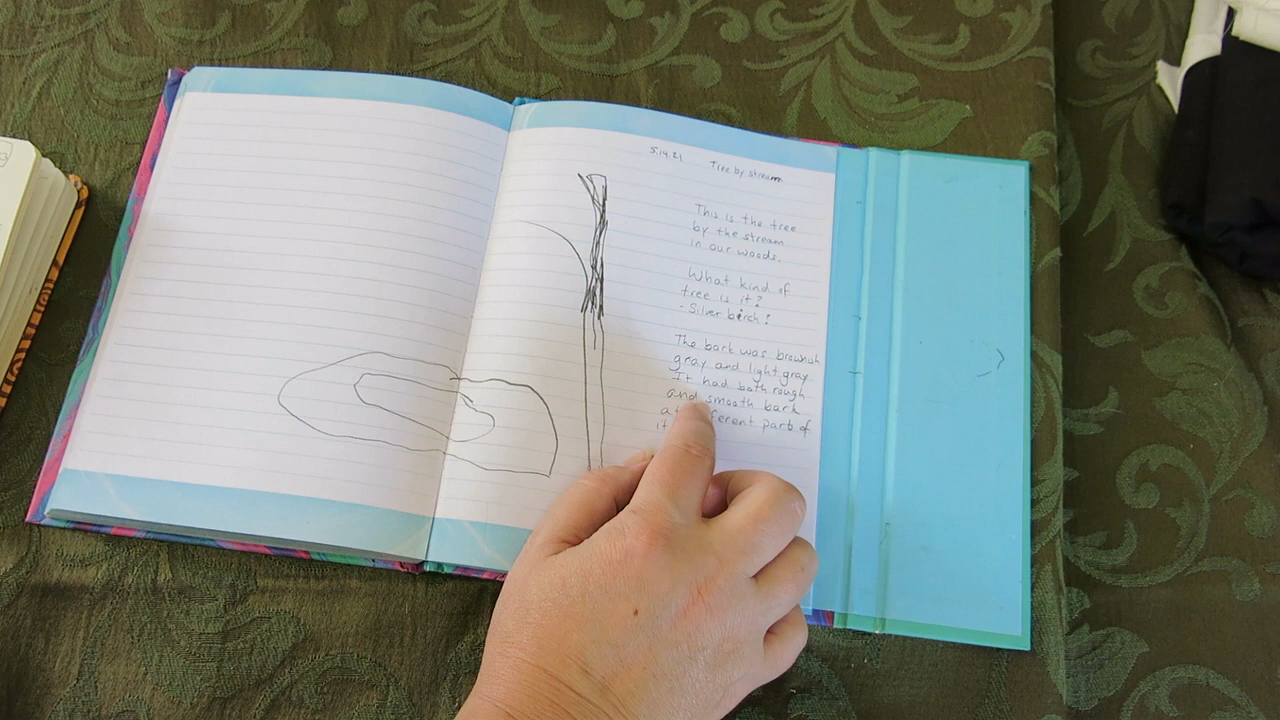 5.14.21 Tree by stream
This is the tree
by the stream
in our woods.
What kind of
tree is it?
- Silver birch!
The bark was brownish
gray and light gray
It had both rough
and smooth bark
at ferent parts of
it